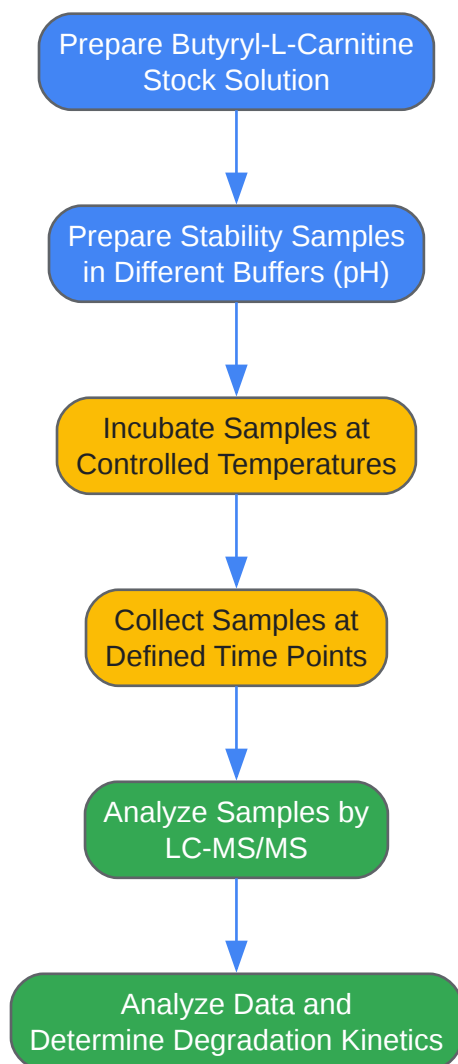 Prepare Butyryl-L-Carnitine
Stock Solution
Prepare Stability Samples
in Different Buffers (pH)
Incubate Samples at
Controlled Temperatures
Collect Samples at
Defined Time Points
Analyze Samples by
LC-MS/MS
Analyze Data and
Determine Degradation Kinetics